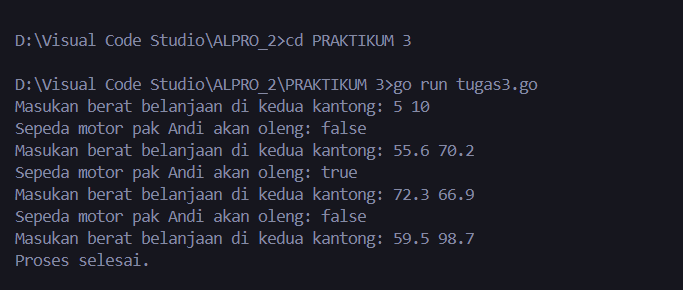 D:\Visual Code Studio\ALPRO_2>cd PRAKTIKUM 3
D:\Visual Code Studio\ALPRO_2\PRAKTIKUM 3>go run tugas3.go
Masukan berat belanjaan di kedua kantong: 5 10
Sepeda motor pak Andi akan oleng: false
Masukan berat belanjaan di kedua kantong: 55.6 70.2
Sepeda motor pak Andi akan oleng: true
Masukan berat belanjaan di kedua kantong: 72.3 66.9
Sepeda motor pak Andi akan oleng: false
Masukan berat belanjaan di kedua kantong: 59.5 98.7
Proses selesai.